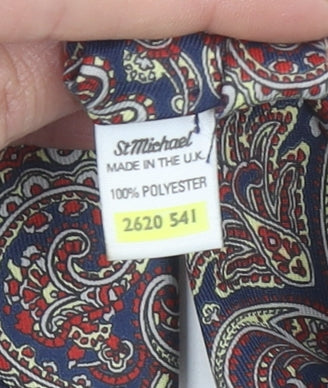 St Michael
MADE IN THE U.K.
100% POLYESTER
2620 541